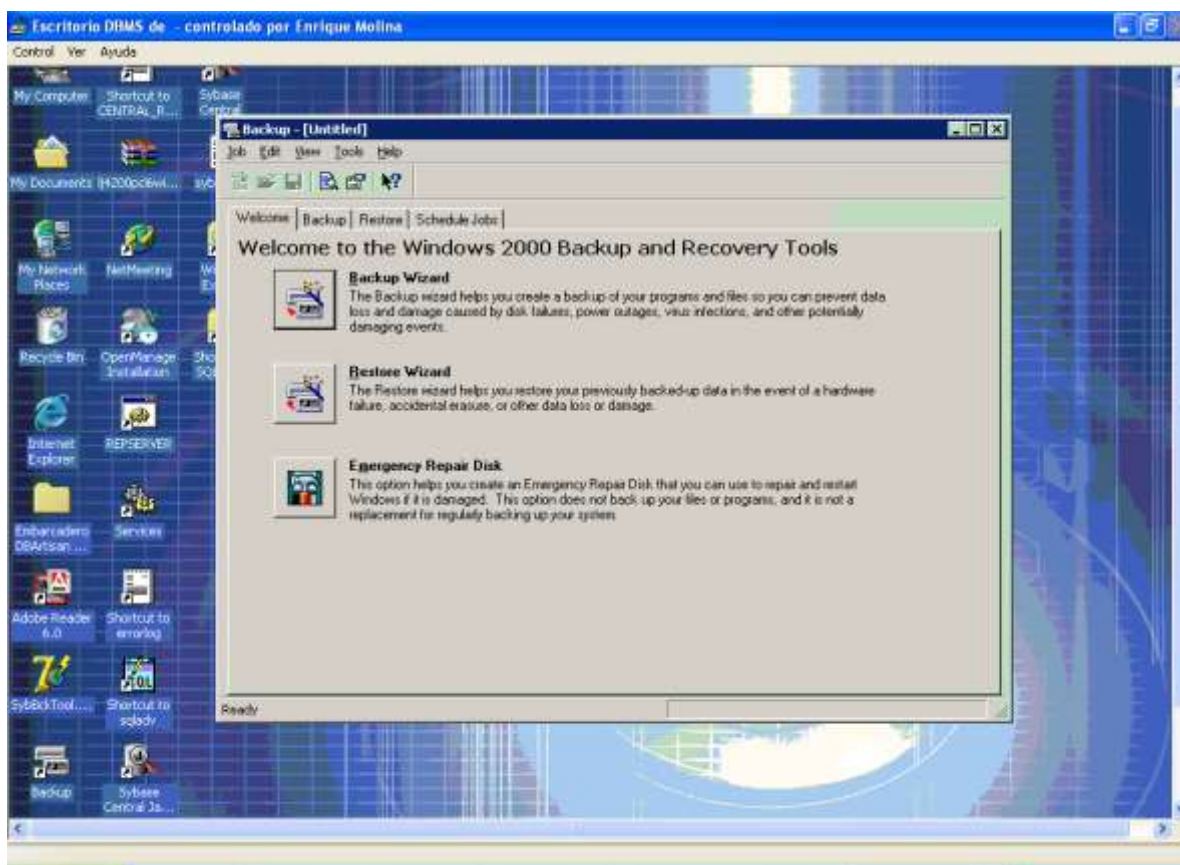 Escritorio DBMS de - controlado por Enrique Molina
Control Ver Ayuda
My Computer
Shortcut to
CENTRAL_R...
Sybase
Central
My Documents
NetMeeting
My Network
Places
Recycle Bin
OpenManage
Installation
Internet
Explorer
REPSERVER
Embarcadero
DBArtisan ...
Services
Adobe Reader
6.0
Shortcut to
errorlog
SybBckTool....
Shortcut to
sqladv
Backup
Sybase
Central Ja...
Backup - [Untitled]
Job Edit View Tools Help
Welcome Backup Restore Schedule Jobs
Welcome to the Windows 2000 Backup and Recovery Tools
Backup Wizard
The Backup wizard helps you create a backup of your programs and files so you can prevent data
loss and damage caused by disk failures, power outages, virus infections, and other potentially
damaging events.
Restore Wizard
The Restore wizard helps you restore your previously backed-up data in the event of a hardware
failure, accidental erasure, or other data loss or damage.
Emergency Repair Disk
This option helps you create an Emergency Repair Disk that you can use to repair and restart
Windows if it is damaged. This option does not back up your files or programs, and it is not a
replacement for regularly backing up your system.
Ready